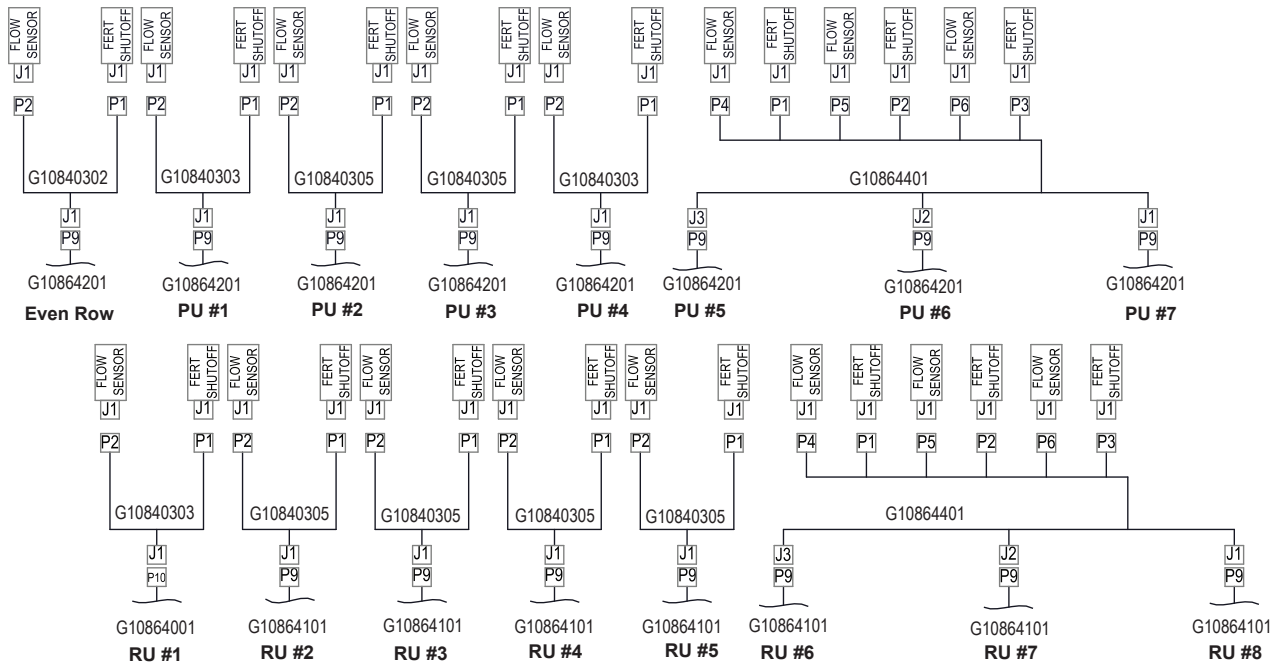 FLOW SENSOR FERT SHUTOFF FLOW SENSOR FERT SHUTOFF FLOW SENSOR FERT SHUTOFF FLOW SENSOR FERT SHUTOFF FLOW SENSOR FERT SHUTOFF FLOW SENSOR FERT SHUTOFF FLOW SENSOR FERT SHUTOFF FLOW SENSOR FERT SHUTOFF
J1 J1 J1 J1 J1 J1 J1 J1 J1 J1 J1 J1 J1 J1 J1 J1
P2 P1 P2 P1 P2 P1 P2 P1 P2 P1 P4 P1 P5 P2 P6 P3
G10840302 G10840303 G10840305 G10840305 G10840303 G10864401
J1 J1 J1 J1 J1 J3 J2 J1
P9 P9 P9 P9 P9 P9 P9 P9
G10864201 G10864201 G10864201 G10864201 G10864201 G10864201 G10864201 G10864201
Even Row PU #1 PU #2 PU #3 PU #4 PU #5 PU #6 PU #7
FLOW SENSOR FERT SHUTOFF FLOW SENSOR FERT SHUTOFF FLOW SENSOR FERT SHUTOFF FLOW SENSOR FERT SHUTOFF FLOW SENSOR FERT SHUTOFF FLOW SENSOR FERT SHUTOFF FLOW SENSOR FERT SHUTOFF FLOW SENSOR FERT SHUTOFF
J1 J1 J1 J1 J1 J1 J1 J1 J1 J1 J1 J1 J1 J1 J1 J1
P2 P1 P2 P1 P2 P1 P2 P1 P2 P1 P4 P1 P5 P2 P6 P3
G10840303 G10840305 G10840305 G10840305 G10840305 G10864401
J1 J1 J1 J1 J1 J3 J2 J1
P10 P9 P9 P9 P9 P9 P9 P9
G10864001 G10864101 G10864101 G10864101 G10864101 G10864101 G10864101 G10864101
RU #1 RU #2 RU #3 RU #4 RU #5 RU #6 RU #7 RU #8